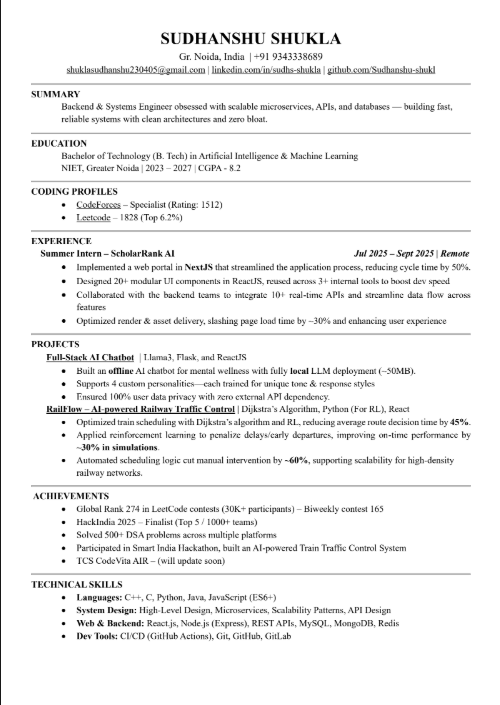 SUDHANSHU SHUKLA
Gr. Noida, India | +91 9343338689
shuklasudhanshu230405@gmail.com | linkedin.com/in/sudhs-shukla | github.com/Sudhanshu-shukl
SUMMARY
Backend & Systems Engineer obsessed with scalable microservices, APIs, and databases — building fast,
reliable systems with clean architectures and zero bloat.
EDUCATION
Bachelor of Technology (B. Tech) in Artificial Intelligence & Machine Learning
NIET, Greater Noida | 2023 – 2027 | CGPA - 8.2
CODING PROFILES
• CodeForces – Specialist (Rating: 1512)
• Leetcode – 1828 (Top 6.2%)
EXPERIENCE
Summer Intern – ScholarRank AI Jul 2025 – Sept 2025 | Remote
• Implemented a web portal in NextJS that streamlined the application process, reducing cycle time by 50%.
• Designed 20+ modular UI components in ReactJS, reused across 3+ internal tools to boost dev speed
• Collaborated with the backend teams to integrate 10+ real-time APIs and streamline data flow across
features
• Optimized render & asset delivery, slashing page load time by ~30% and enhancing user experience
PROJECTS
Full-Stack AI Chatbot | Llama3, Flask, and ReactJS
• Built an offline AI chatbot for mental wellness with fully local LLM deployment (~50MB).
• Supports 4 custom personalities—each trained for unique tone & response styles
• Ensured 100% user data privacy with zero external API dependency.
RailFlow – AI-powered Railway Traffic Control | Dijkstra's Algorithm, Python (For RL), React
• Optimized train scheduling with Dijkstra's algorithm and RL, reducing average route decision time by 45%.
• Applied reinforcement learning to penalize delays/early departures, improving on-time performance by
~30% in simulations.
• Automated scheduling logic cut manual intervention by ~60%, supporting scalability for high-density
railway networks.
ACHIEVEMENTS
• Global Rank 274 in LeetCode contests (30K+ participants) – Biweekly contest 165
• HackIndia 2025 – Finalist (Top 5 / 1000+ teams)
• Solved 500+ DSA problems across multiple platforms
• Participated in Smart India Hackathon, built an AI-powered Train Traffic Control System
• TCS CodeVita AIR – (will update soon)
TECHNICAL SKILLS
• Languages: C++, C, Python, Java, JavaScript (ES6+)
• System Design: High-Level Design, Microservices, Scalability Patterns, API Design
• Web & Backend: React.js, Node.js (Express), REST APIs, MySQL, MongoDB, Redis
• Dev Tools: CI/CD (GitHub Actions), Git, GitHub, GitLab